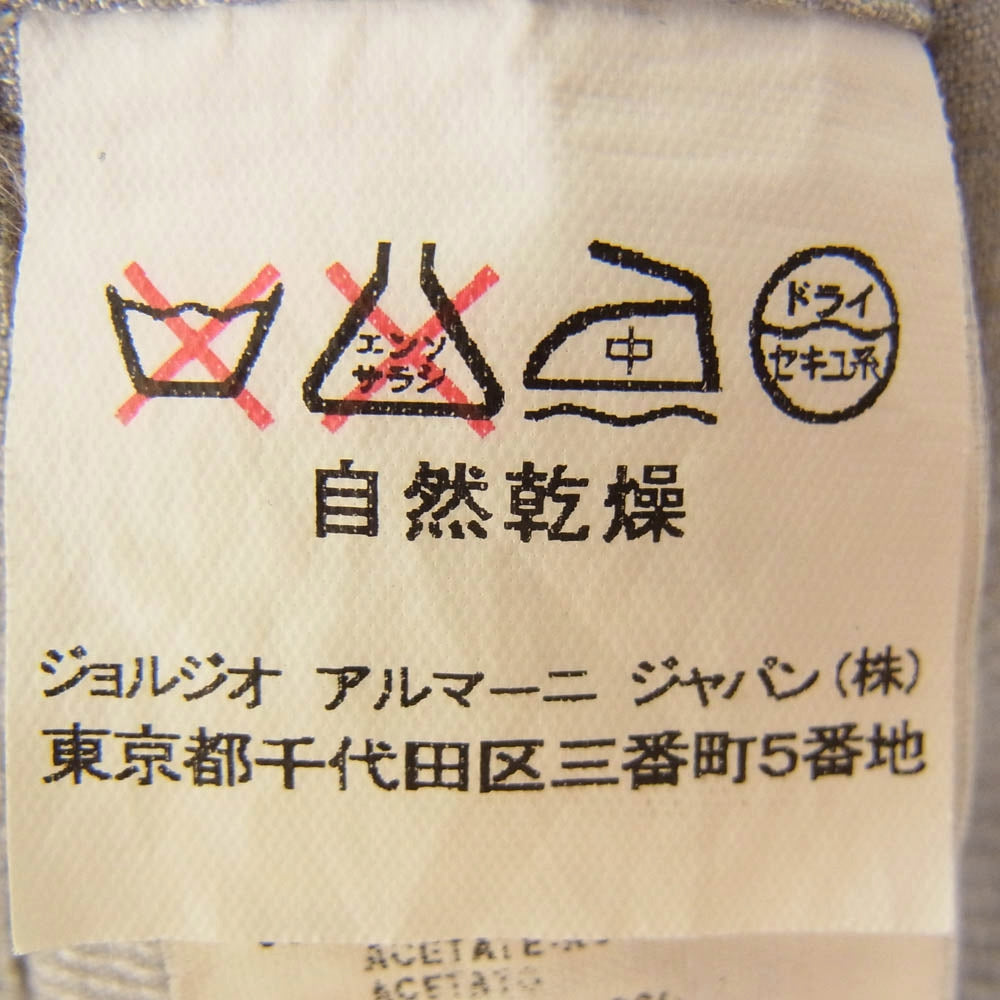 エンソ
サラシ
中
ドライ
セキユ系
自然乾燥
ジョルジオ アルマーニ ジャパン(株)
東京都千代田区三番町5番地
ACETATE
ACETATO